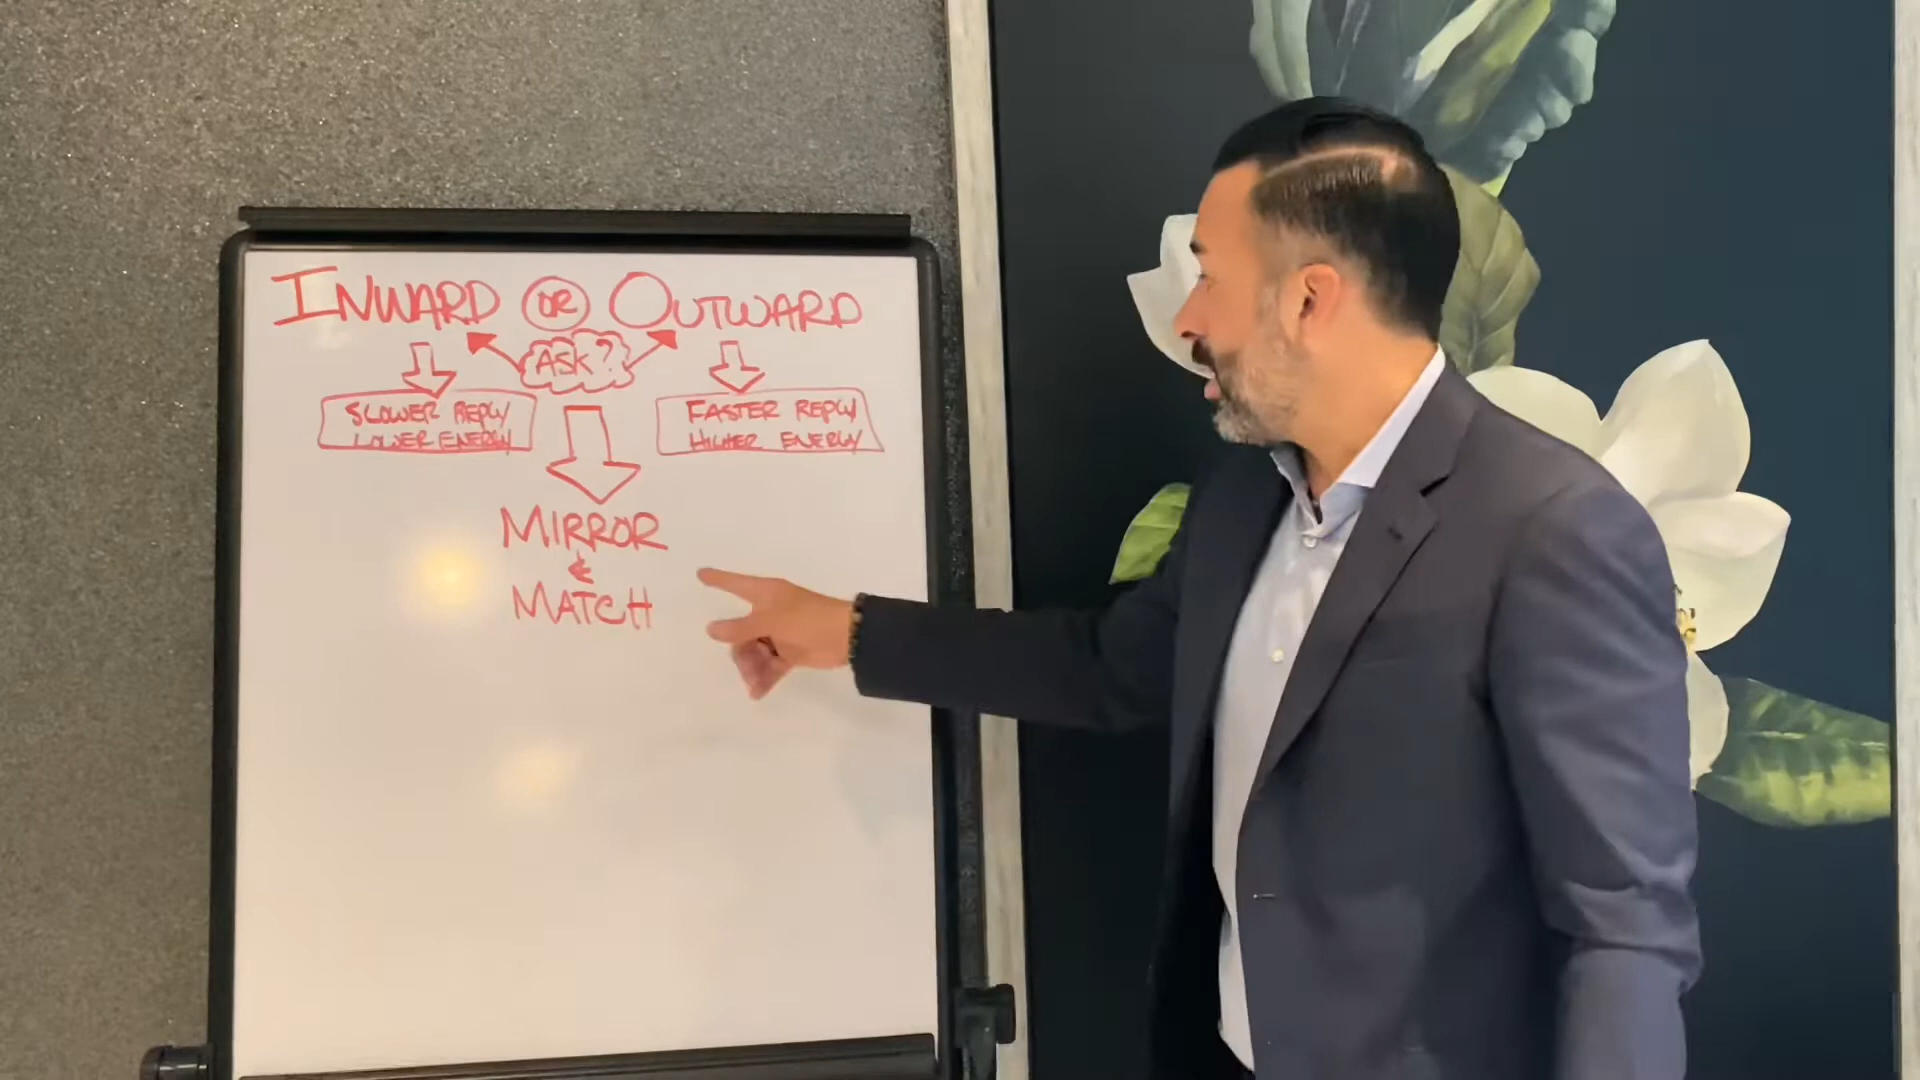 INWARD OR OUTWARD
ASK?
SLOWER REPLY
LOWER ENERGY
FASTER REPLY
HIGHER ENERGY
MIRROR
&
MATCH